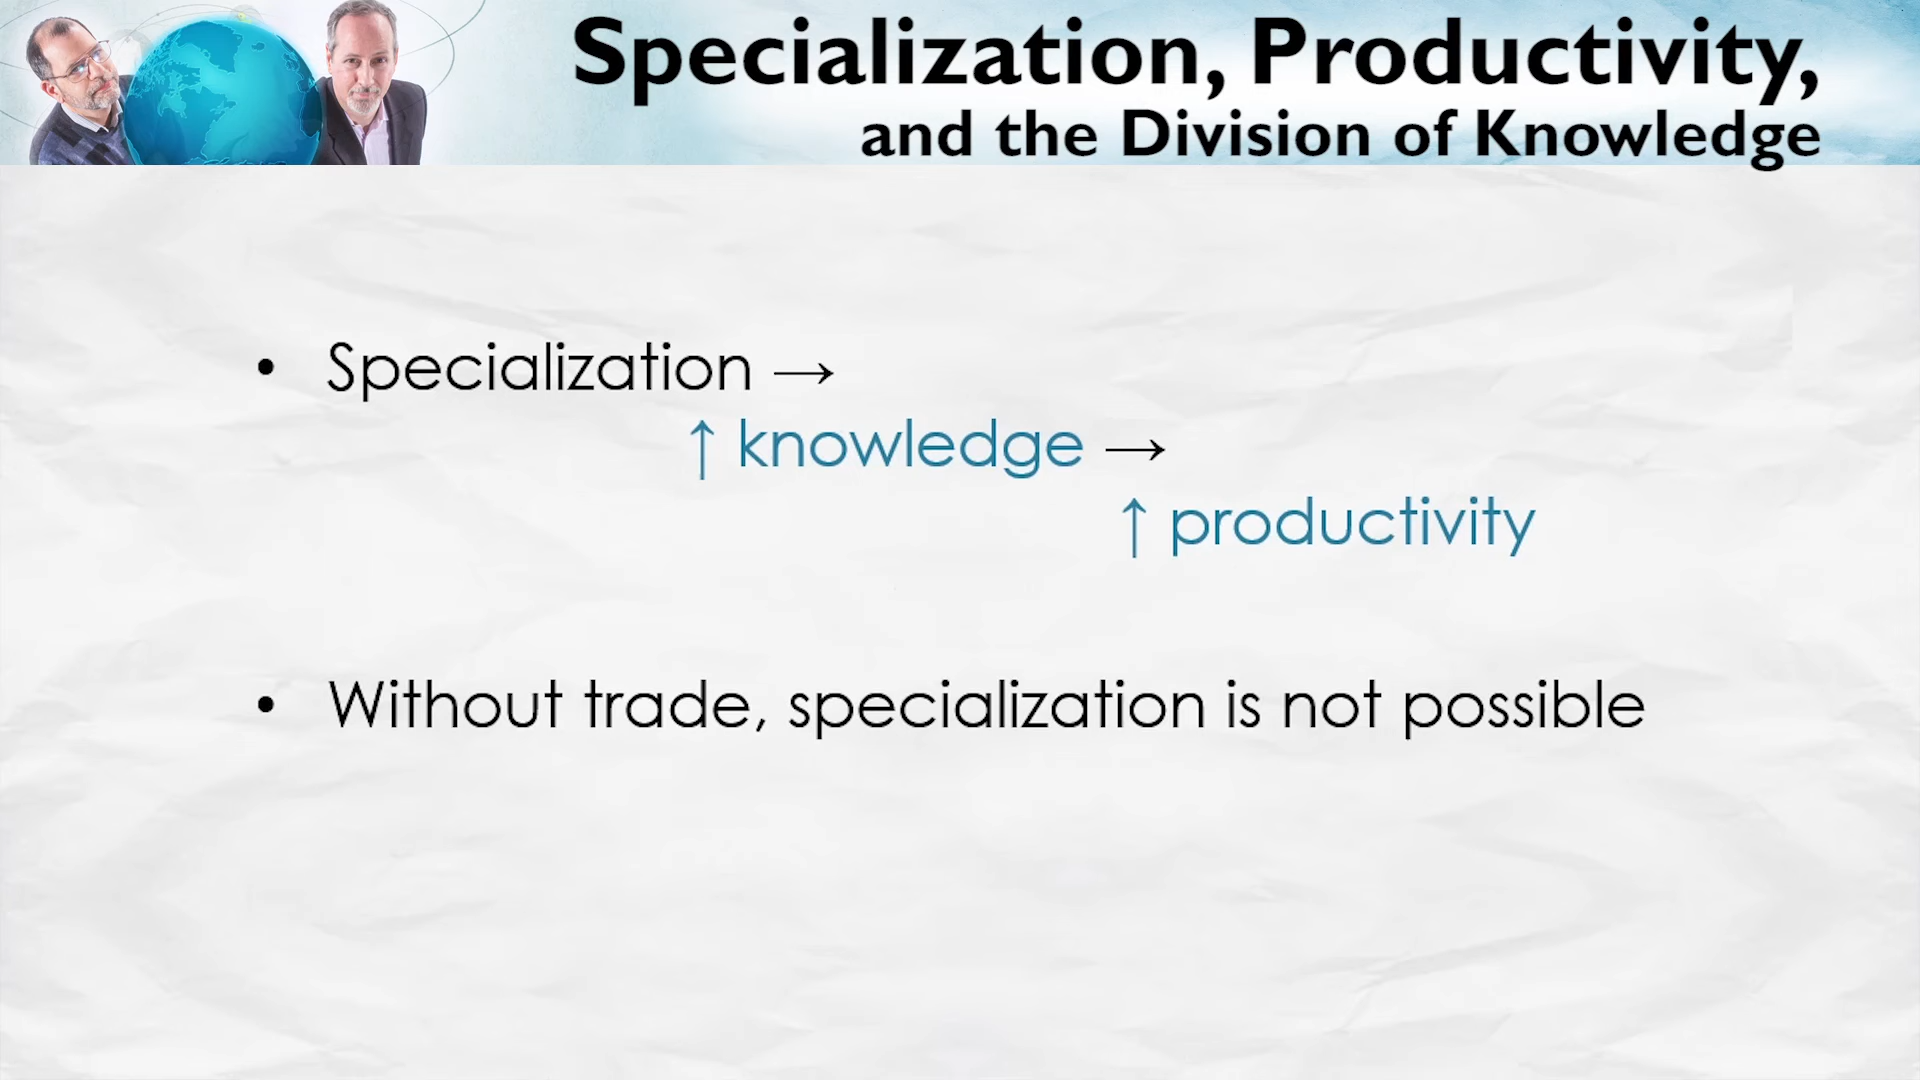 Specialization, Productivity,
and the Division of Knowledge
• Specialization →
↑ knowledge →
↑ productivity
• Without trade, specialization is not possible